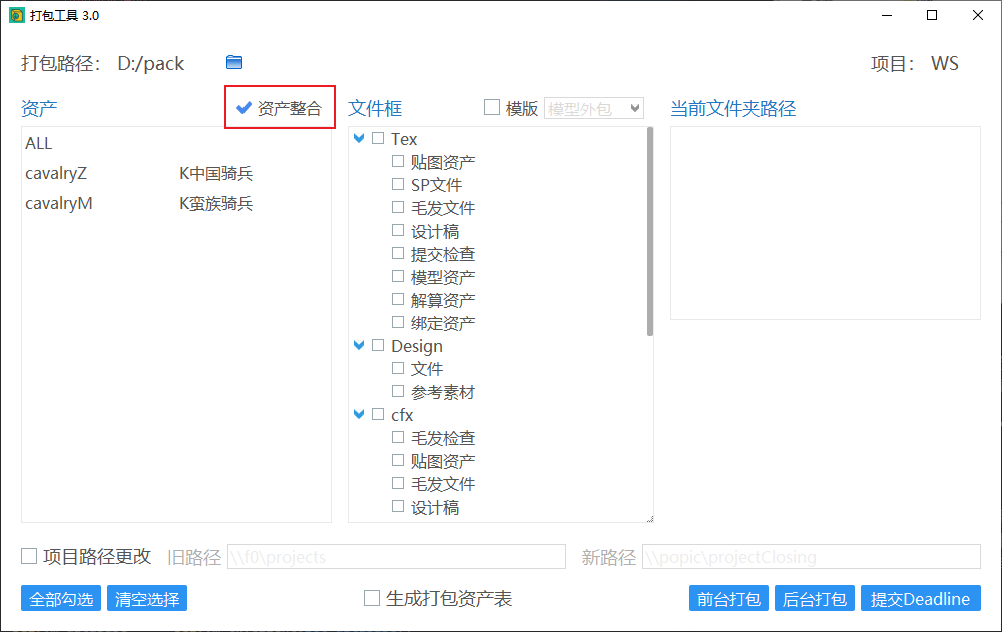 打包工具 3.0
打包路径: D:/pack 项目: WS
资产 资产整合 文件框 模版 模型外包 当前文件夹路径
ALL
cavalryZ K中国骑兵
cavalryM K蛮族骑兵
Tex
贴图资产
SP文件
毛发文件
设计稿
提交检查
模型资产
解算资产
绑定资产
Design
文件
参考素材
cfx
毛发检查
贴图资产
毛发文件
设计稿
项目路径更改 旧路径 \\f0\projects 新路径 \\popic\projectClosing
全部勾选 清空选择 生成打包资产表 前台打包 后台打包 提交Deadline